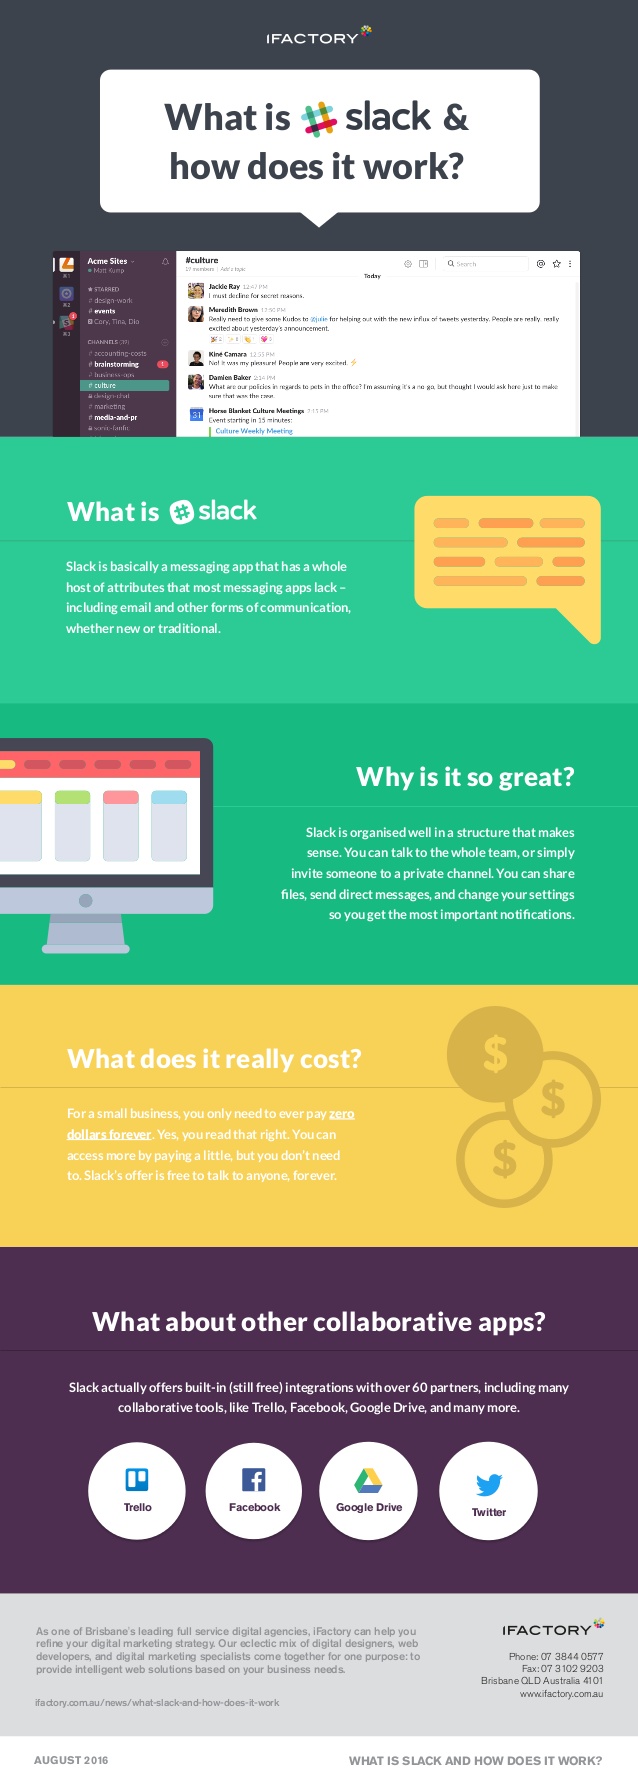 IFACTORY
What is slack &
how does it work?
Acme Sites
Matt Kump
STARRED
# design-work
# events
Cory, Tina, Dio
CHANNELS (39)
# accounting-costs
# brainstorming 1
# business-ops
# culture
design-chat
# marketing
# media-and-pr
sonic-fanfic
#culture
19 members | Add a topic
Search
Today
Jackie Ray 12:47 PM
I must decline for secret reasons.
Meredith Brown 12:50 PM
Really need to give some Kudos to @julie for helping out with the new influx of tweets yesterday. People are really, really
excited about yesterday's announcement.
Kiné Camara 12:55 PM
No! It was my pleasure! People are very excited. ⚡
Damien Baker 2:14 PM
What are our policies in regards to pets in the office? I'm assuming it's a no go, but thought I would ask here just to make
sure that was the case.
31
Horse Blanket Culture Meetings 2:15 PM
Event starting in 15 minutes:
Culture Weekly Meeting
What is slack
Slack is basically a messaging app that has a whole
host of attributes that most messaging apps lack –
including email and other forms of communication,
whether new or traditional.
Why is it so great?
Slack is organised well in a structure that makes
sense. You can talk to the whole team, or simply
invite someone to a private channel. You can share
files, send direct messages, and change your settings
so you get the most important notifications.
What does it really cost?
For a small business, you only need to ever pay zero
dollars forever. Yes, you read that right. You can
access more by paying a little, but you don't need
to. Slack's offer is free to talk to anyone, forever.
$
$
$
What about other collaborative apps?
Slack actually offers built-in (still free) integrations with over 60 partners, including many
collaborative tools, like Trello, Facebook, Google Drive, and many more.
Trello
Facebook
Google Drive
Twitter
As one of Brisbane's leading full service digital agencies, iFactory can help you
refine your digital marketing strategy. Our eclectic mix of digital designers, web
developers, and digital marketing specialists come together for one purpose: to
provide intelligent web solutions based on your business needs.
ifactory.com.au/news/what-slack-and-how-does-it-work
IFACTORY
Phone: 07 3844 0577
Fax: 07 3102 9203
Brisbane QLD Australia 4101
www.ifactory.com.au
AUGUST 2016
WHAT IS SLACK AND HOW DOES IT WORK?